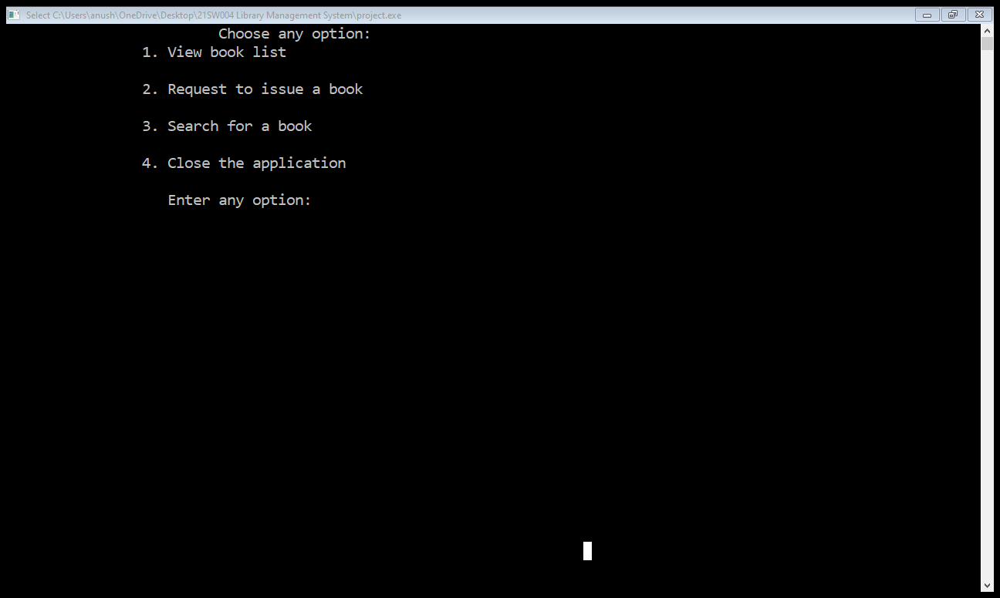 Select C:\Users\anush\OneDrive\Desktop\21SW004 Library Management System\project.exe
Choose any option:
1. View book list
2. Request to issue a book
3. Search for a book
4. Close the application
Enter any option: